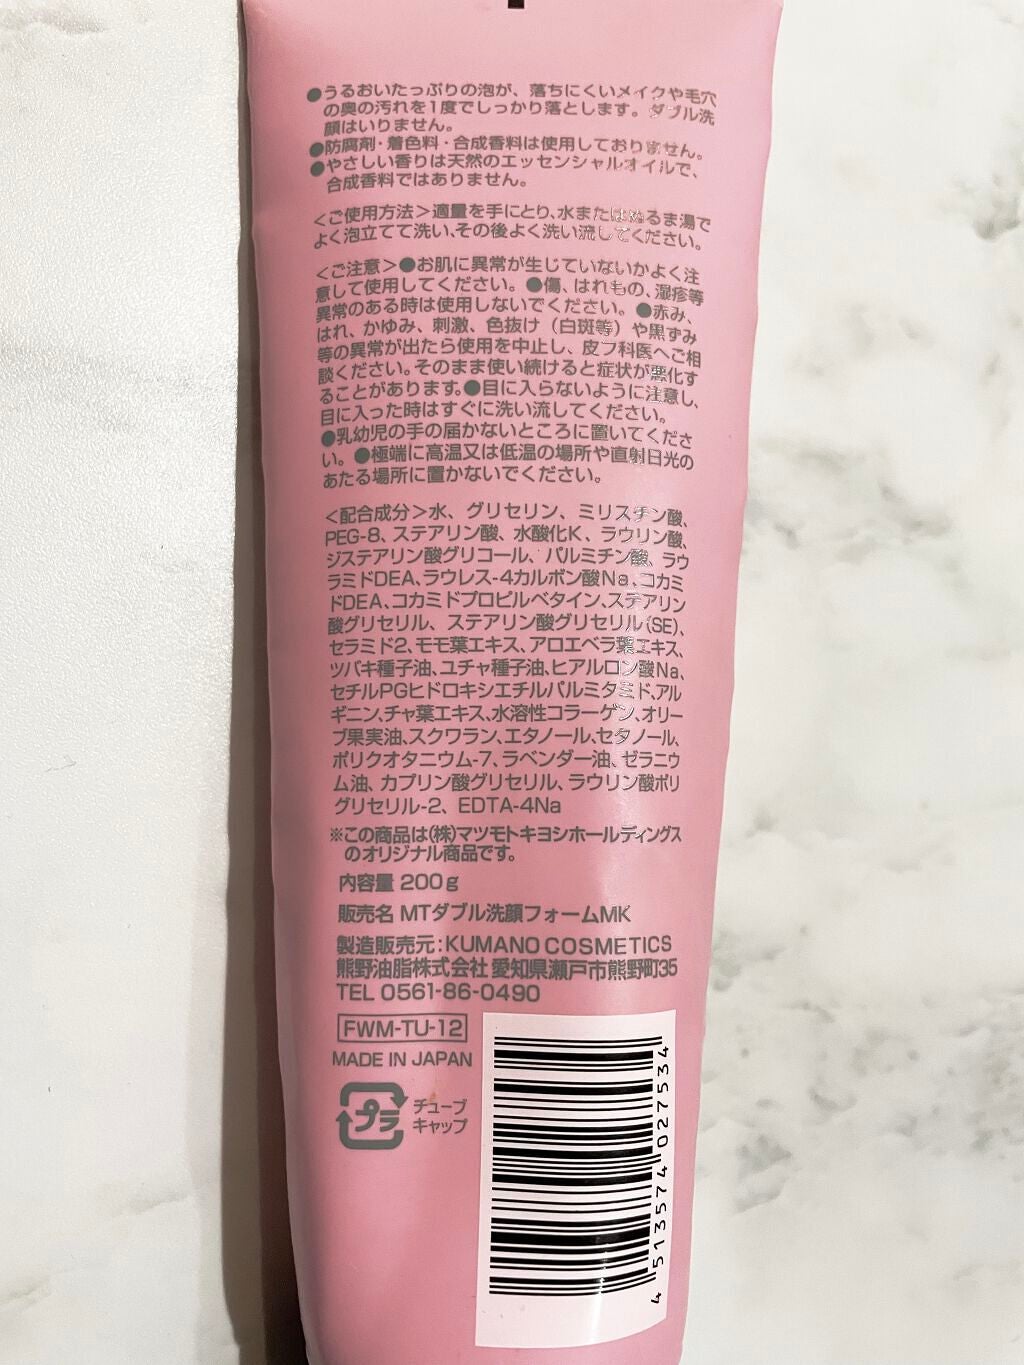 ●うるおいたっぷりの泡が、落ちにくいメイクや毛穴
の奥の汚れを1度でしっかり落とします。ダブル洗
顔はいりません。
●防腐剤・着色料・合成香料は使用しておりません。
●やさしい香りは天然のエッセンシャルオイルで、
合成香料ではありません。
＜ご使用方法＞適量を手にとり、水またはぬるま湯で
よく泡立てて洗い、その後よく洗い流してください。
＜ご注意＞●お肌に異常が生じていないかよく注
意して使用してください。●傷、はれもの、湿疹等
異常のある時は使用しないでください。●赤み、
はれ、かゆみ、刺激、色抜け（白斑等）や黒ずみ
等の異常が出たら使用を中止し、皮フ科医へご相
談ください。そのまま使い続けると症状が悪化す
ることがあります。●目に入らないように注意し、
目に入った時はすぐに洗い流してください。
●乳幼児の手の届かないところに置いてくださ
い。●極端に高温又は低温の場所や直射日光の
あたる場所に置かないでください。
＜配合成分＞水、グリセリン、ミリスチン酸、
PEG-8、ステアリン酸、水酸化K、ラウリン酸、
ジステアリン酸グリコール、パルミチン酸、ラウ
ラミドDEA、ラウレス-4カルボン酸Na、コカミ
ドDEA、コカミドプロピルベタイン、ステアリン
酸グリセリル、ステアリン酸グリセリル(SE)、
セラミド2、モモ葉エキス、アロエベラ葉エキス、
ツバキ種子油、ユチャ種子油、ヒアルロン酸Na、
セチルPGヒドロキシエチルパルミタミド、アル
ギニン、チャ葉エキス、水溶性コラーゲン、オリー
ブ果実油、スクワラン、エタノール、セタノール、
ポリクオタニウム-7、ラベンダー油、ゼラニウ
ム油、カプリン酸グリセリル、ラウリン酸ポリ
グリセリル-2、EDTA-4Na
※この商品は(株)マツモトキヨシホールディングス
のオリジナル商品です。
内容量 200g
販売名 MTダブル洗顔フォームMK
製造販売元:KUMANO COSMETICS
熊野油脂株式会社 愛知県瀬戸市熊野町35
TEL 0561-86-0490
FWM-TU-12
MADE IN JAPAN
プラ
チューブ
キャップ
4 513574 027534